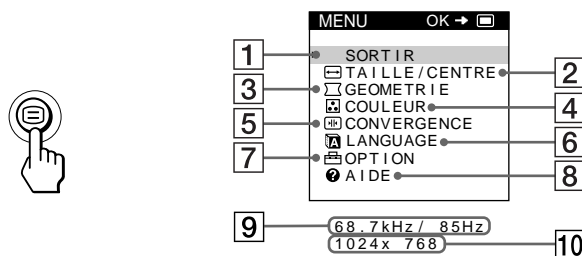 MENU OK
1 SORTIR
TAILLE/CENTRE 2
3 GEOMETRIE
COULEUR 4
5 CONVERGENCE
LANGUAGE 6
7 OPTION
? AIDE 8
9 68.7kHz/ 85Hz
1024x 768 10